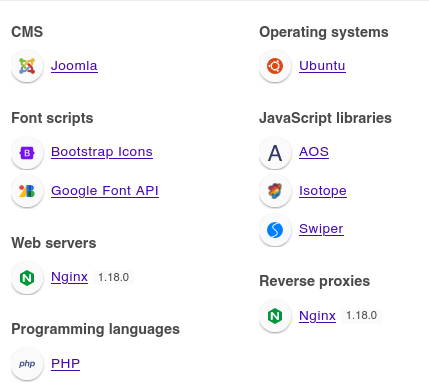 CMS
Joomla
Font scripts
B Bootstrap Icons
Google Font API
Web servers
N Nginx 1.18.0
Programming languages
php PHP
Operating systems
Ubuntu
JavaScript libraries
A AOS
Isotope
S Swiper
Reverse proxies
N Nginx 1.18.0